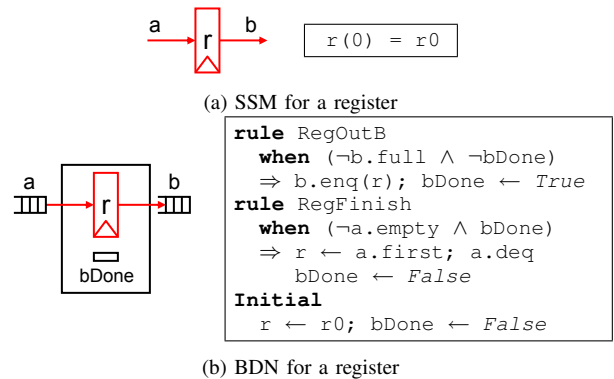 a r b
r(0) = r0
(a) SSM for a register
a r b
bDone
rule RegOutB
when (¬b.full ∧ ¬bDone)
⇒ b.enq(r); bDone ← True
rule RegFinish
when (¬a.empty ∧ bDone)
⇒ r ← a.first; a.deq
bDone ← False
Initial
r ← r0; bDone ← False
(b) BDN for a register